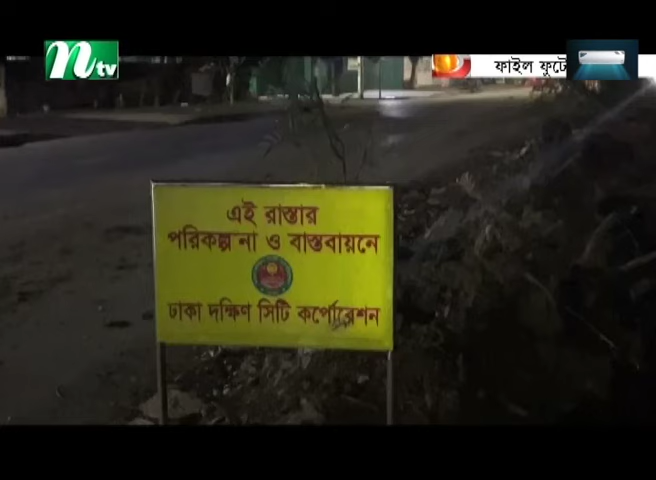 ntv
ফাইল ফুটে
এই রাস্তার
পরিকল্পনা ও বাস্তবায়নে
ঢাকা দক্ষিণ সিটি কর্পোরেশন